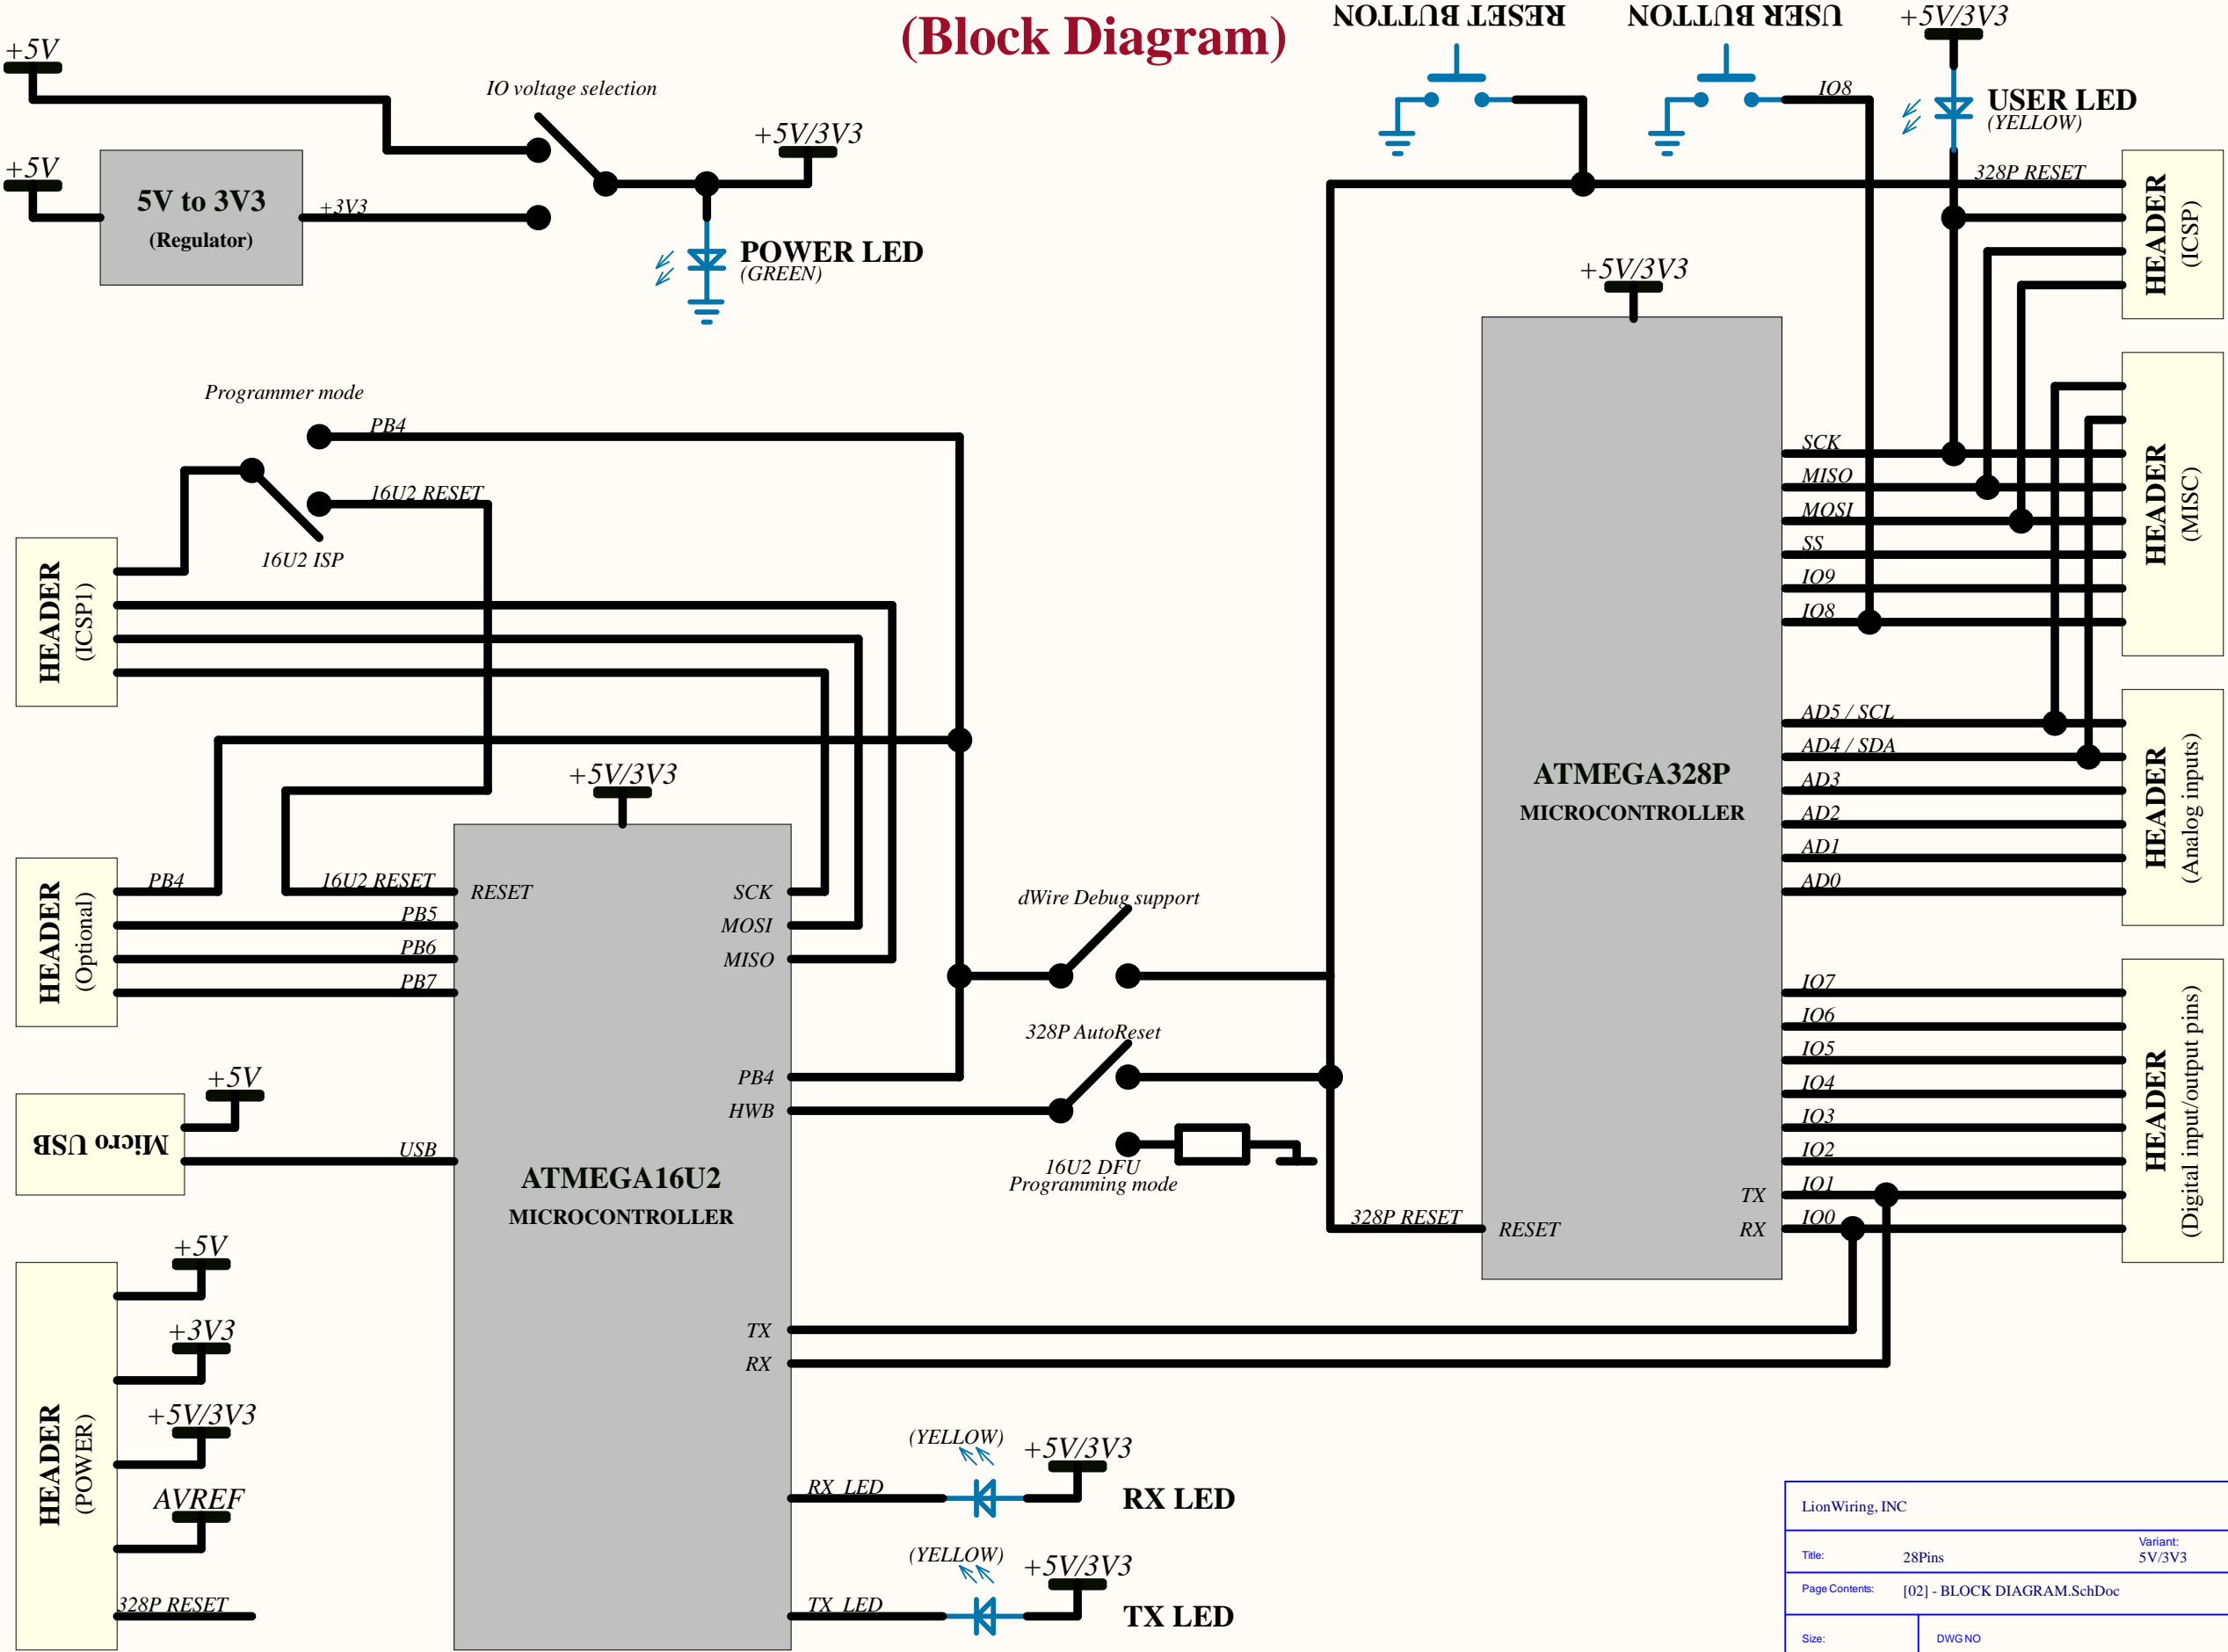 (Block Diagram)
RESET BUTTON
USER BUTTON
+5V/3V3
+5V
IO voltage selection
IO8
USER LED
(YELLOW)
+5V/3V3
+5V
5V to 3V3
(Regulator)
+3V3
328P RESET
HEADER
(ICSP)
POWER LED
(GREEN)
+5V/3V3
Programmer mode
PB4
16U2 RESET
16U2 ISP
HEADER
(ICSP1)
SCK
MISO
MOSI
SS
IO9
IO8
HEADER
(MISC)
AD5 / SCL
AD4 / SDA
AD3
AD2
AD1
AD0
HEADER
(Analog inputs)
ATMEGA328P
MICROCONTROLLER
+5V/3V3
HEADER
(Optional)
PB4
16U2 RESET
PB5
PB6
PB7
RESET
SCK
MOSI
MISO
PB4
HWB
dWire Debug support
328P AutoReset
16U2 DFU
Programming mode
IO7
IO6
IO5
IO4
IO3
IO2
IO1
IO0
TX
RX
HEADER
(Digital input/output pins)
328P RESET
RESET
Micro USB
+5V
USB
ATMEGA16U2
MICROCONTROLLER
TX
RX
HEADER
(POWER)
+5V
+3V3
+5V/3V3
AVREF
328P RESET
(YELLOW)
+5V/3V3
RX_LED
RX LED
(YELLOW)
+5V/3V3
TX_LED
TX LED
LionWiring, INC
Title: 28Pins
Variant:
5V/3V3
Page Contents: [02] - BLOCK DIAGRAM.SchDoc
Size: DWG NO